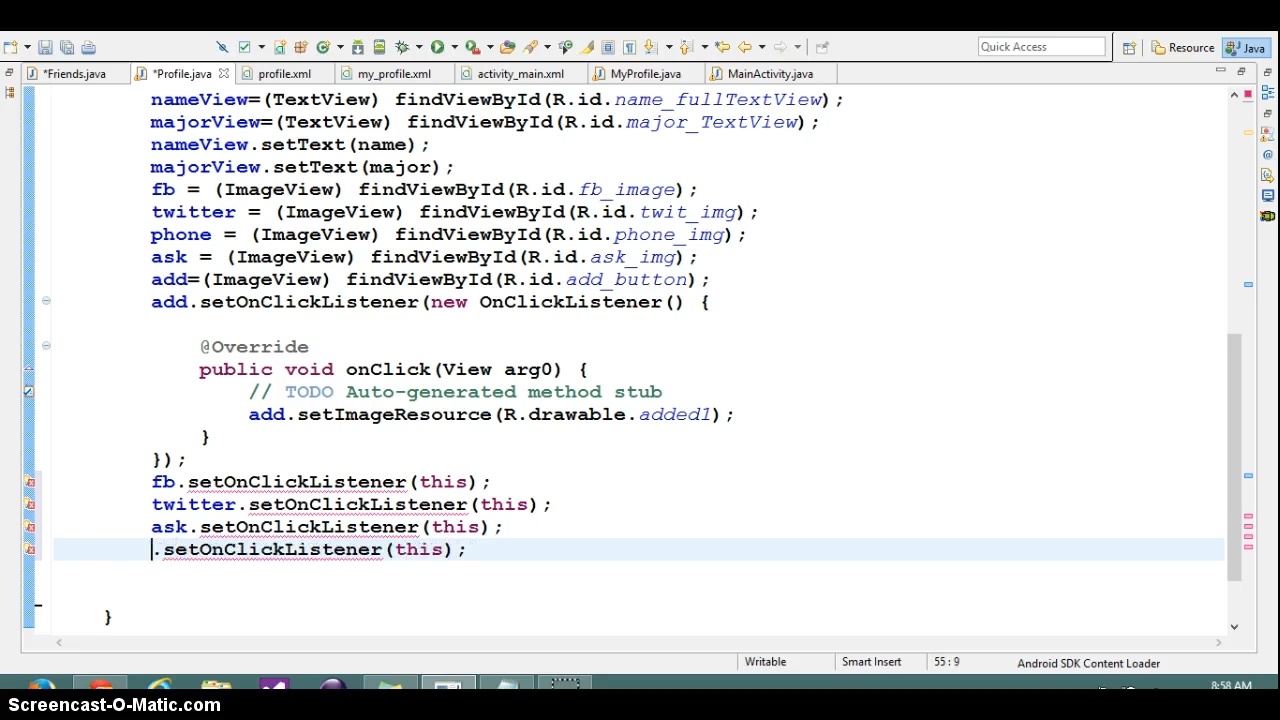 Quick Access
Resource
Java
*Friends.java
*Profile.java
profile.xml
my_profile.xml
activity_main.xml
MyProfile.java
MainActivity.java
nameView=(TextView) findViewById(R.id.name_fullTextView);
majorView=(TextView) findViewById(R.id.major_TextView);
nameView.setText(name);
majorView.setText(major);
fb = (ImageView) findViewById(R.id.fb_image);
twitter = (ImageView) findViewById(R.id.twit_img);
phone = (ImageView) findViewById(R.id.phone_img);
ask = (ImageView) findViewById(R.id.ask_img);
add=(ImageView) findViewById(R.id.add_button);
add.setOnClickListener(new OnClickListener() {
@Override
public void onClick(View arg0) {
// TODO Auto-generated method stub
add.setImageResource(R.drawable.added1);
}
});
fb.setOnClickListener(this);
twitter.setOnClickListener(this);
ask.setOnClickListener(this);
.setOnClickListener(this);
}
Writable
Smart Insert
55 : 9
Android SDK Content Loader
8:58 AM
Screencast-O-Matic.com